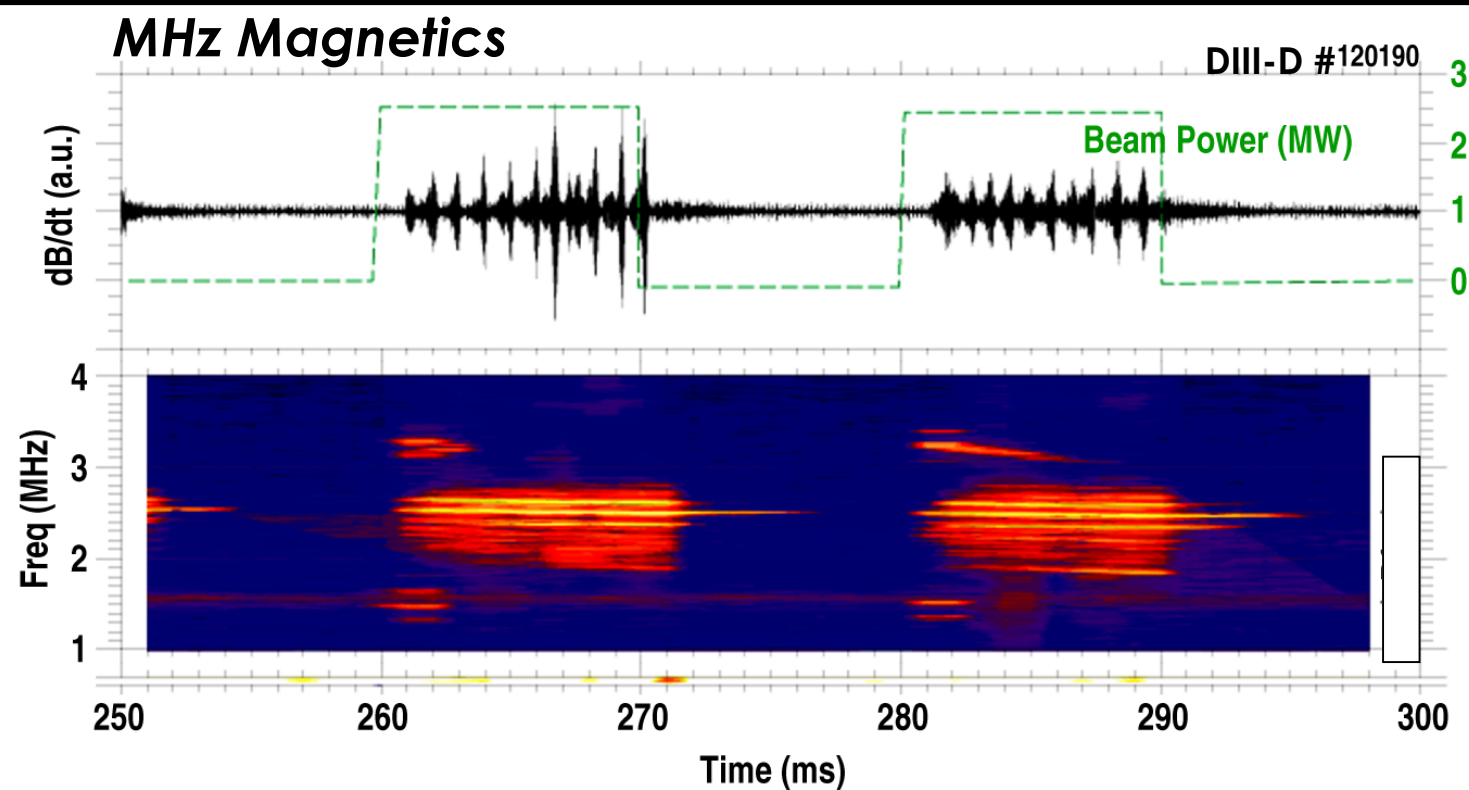 MHz Magnetics
DIII-D #120190
3
2
1
0
Beam Power (MW)
dB/dt (a.u.)
4
3
2
1
Freq (MHz)
250 260 270 280 290 300
Time (ms)